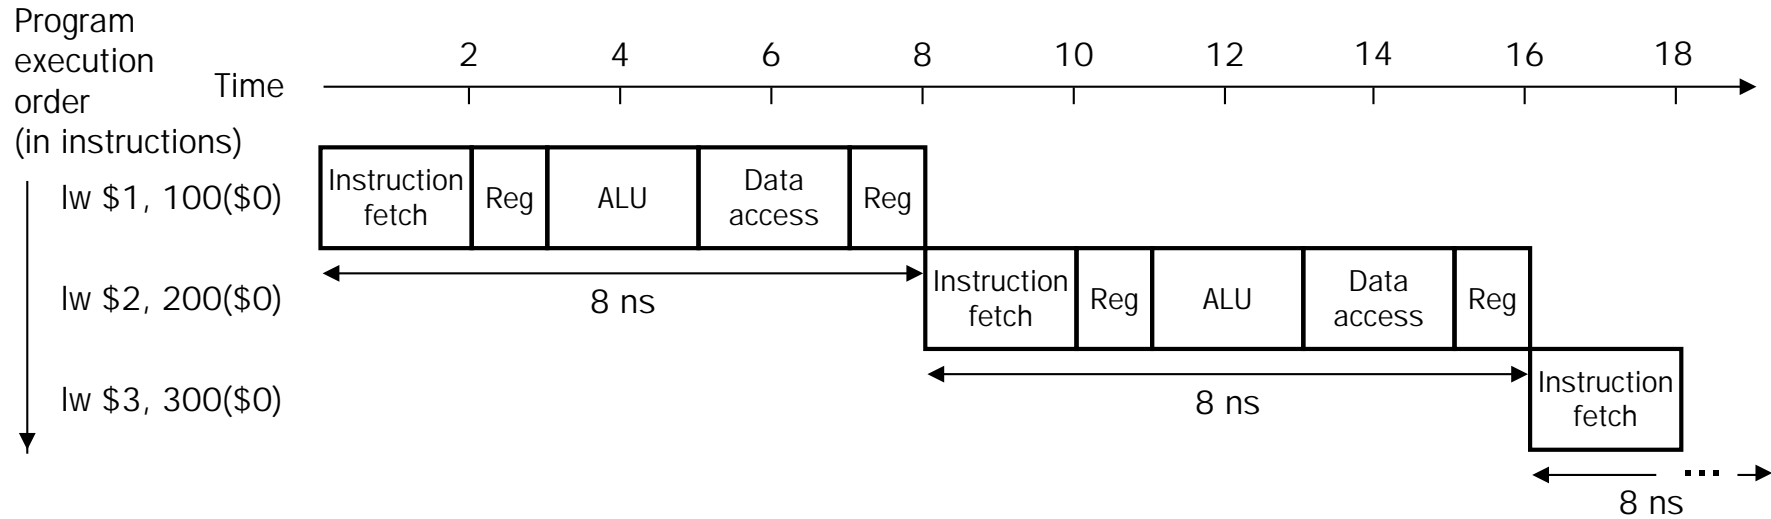 Program
execution
order
(in instructions)
Time
2 4 6 8 10 12 14 16 18
lw $1, 100($0)
Instruction
fetch
Reg
ALU
Data
access
Reg
8 ns
lw $2, 200($0)
Instruction
fetch
Reg
ALU
Data
access
Reg
8 ns
lw $3, 300($0)
Instruction
fetch
...
8 ns